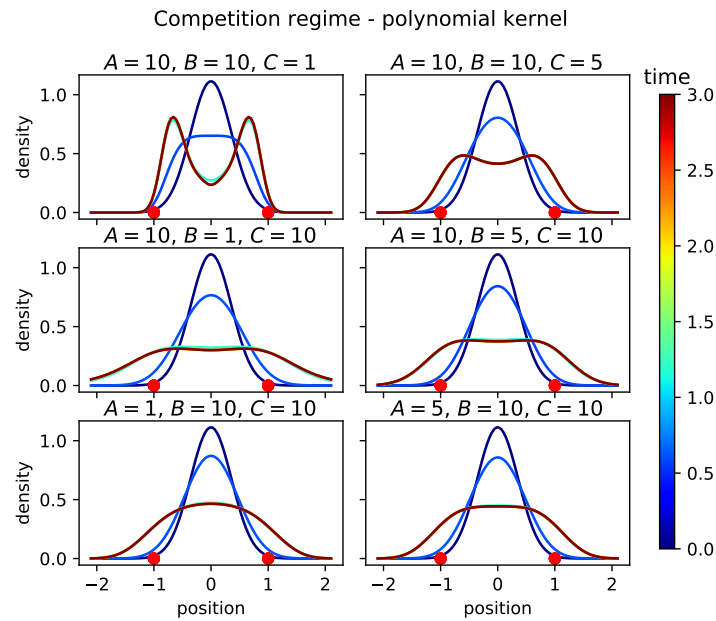 Competition regime - polynomial kernel
A = 10, B = 10, C = 1
A = 10, B = 10, C = 5
time
density
1.0
0.5
0.0
3.0
2.5
2.0
1.5
1.0
0.5
0.0
A = 10, B = 1, C = 10
A = 10, B = 5, C = 10
density
1.0
0.5
0.0
A = 1, B = 10, C = 10
A = 5, B = 10, C = 10
density
1.0
0.5
0.0
−2 −1 0 1 2
−2 −1 0 1 2
position
position